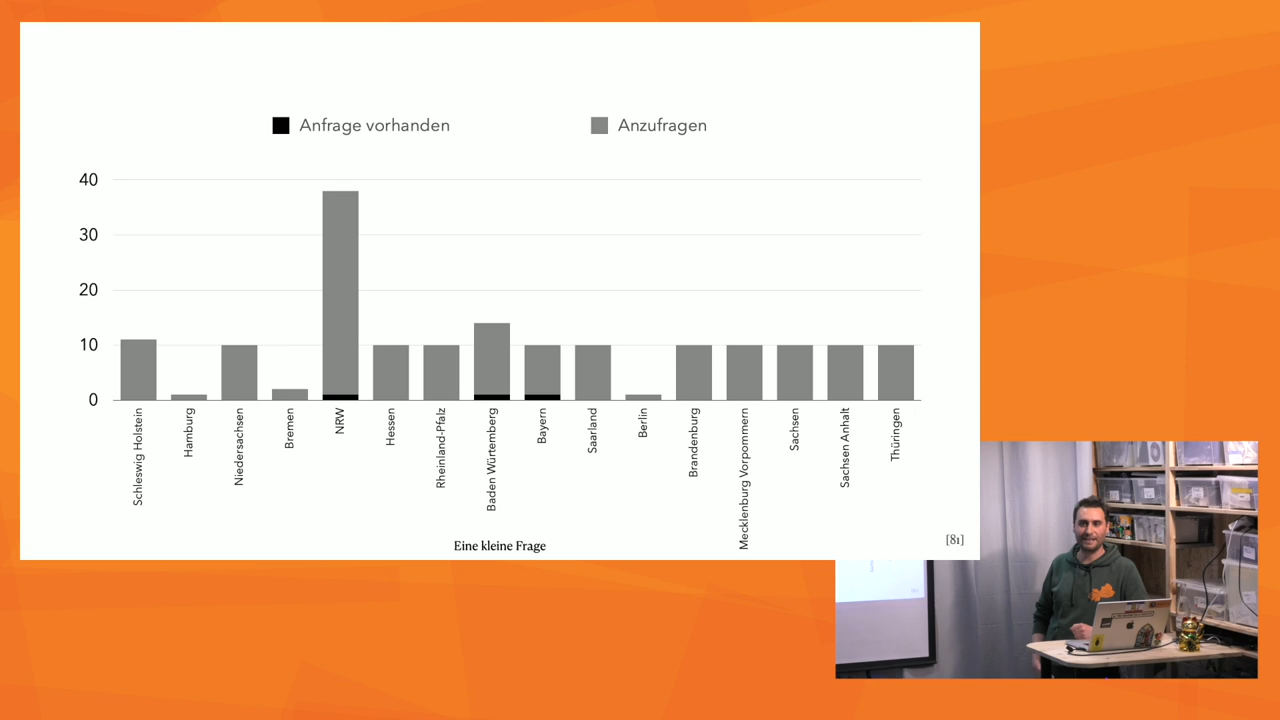 Anfrage vorhanden
Anzufragen
40
30
20
10
0
Schleswig Holstein
Hamburg
Niedersachsen
Bremen
NRW
Hessen
Rheinland-Pfalz
Baden Würtemberg
Bayern
Saarland
Berlin
Brandenburg
Mecklenburg Vorpommern
Sachsen
Sachsen Anhalt
Thüringen
Eine kleine Frage
[81]